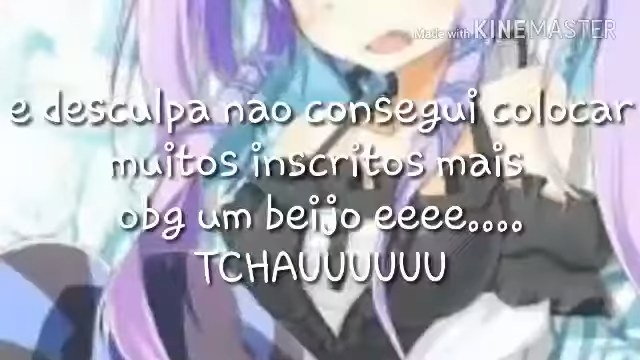 Made with KINEMASTER
e desculpa nao consegui colocar
muitos inscritos mais
obg um beijo eeee....
TCHAUUUUUU